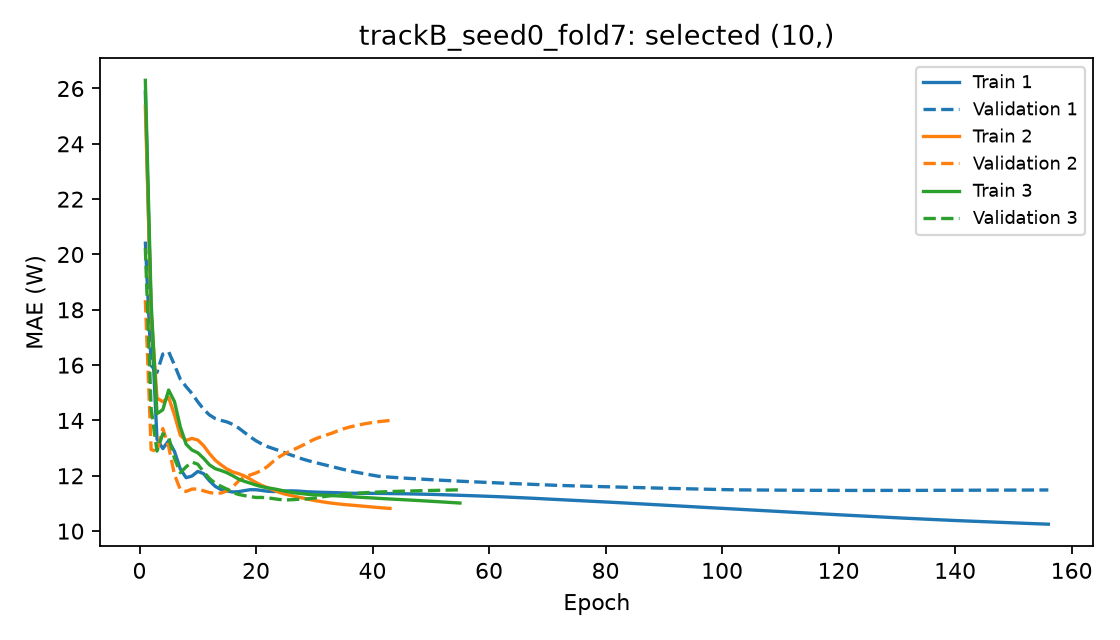 trackB_seed0_fold7: selected (10,)
MAE (W)
26
24
22
20
18
16
14
12
10
Train 1
Validation 1
Train 2
Validation 2
Train 3
Validation 3
0 20 40 60 80 100 120 140 160
Epoch